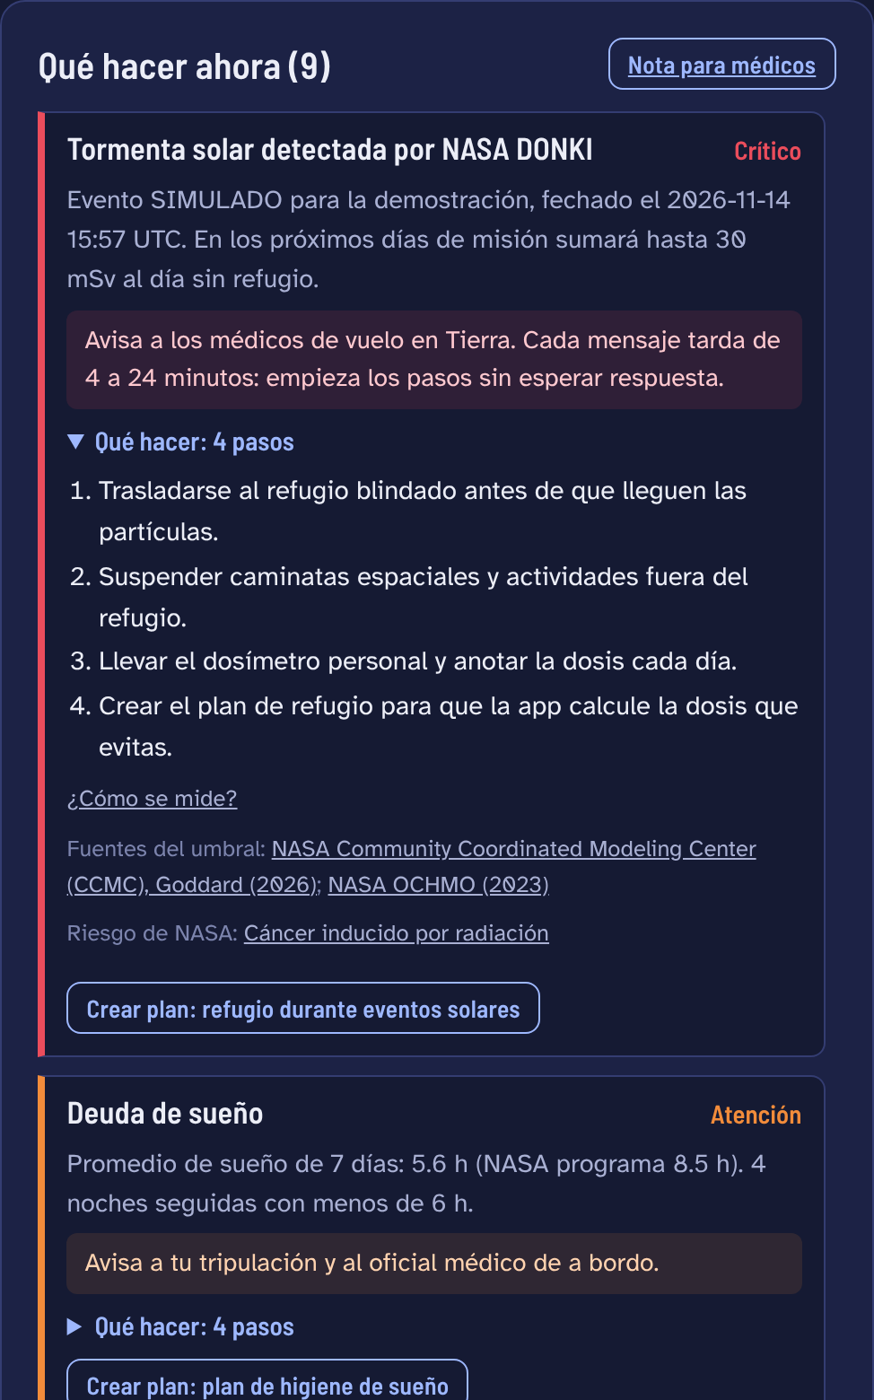 Qué hacer ahora (9)
Nota para médicos
Tormenta solar detectada por NASA DONKI
Crítico
Evento SIMULADO para la demostración, fechado el 2026-11-14
15:57 UTC. En los próximos días de misión sumará hasta 30
mSv al día sin refugio.
Avisa a los médicos de vuelo en Tierra. Cada mensaje tarda de
4 a 24 minutos: empieza los pasos sin esperar respuesta.
▼ Qué hacer: 4 pasos
1. Trasladarse al refugio blindado antes de que lleguen las
partículas.
2. Suspender caminatas espaciales y actividades fuera del
refugio.
3. Llevar el dosímetro personal y anotar la dosis cada día.
4. Crear el plan de refugio para que la app calcule la dosis que
evitas.
¿Cómo se mide?
Fuentes del umbral: NASA Community Coordinated Modeling Center
(CCMC), Goddard (2026); NASA OCHMO (2023)
Riesgo de NASA: Cáncer inducido por radiación
Crear plan: refugio durante eventos solares
Deuda de sueño
Atención
Promedio de sueño de 7 días: 5.6 h (NASA programa 8.5 h). 4
noches seguidas con menos de 6 h.
Avisa a tu tripulación y al oficial médico de a bordo.
▶ Qué hacer: 4 pasos
Crear plan: plan de higiene de sueño